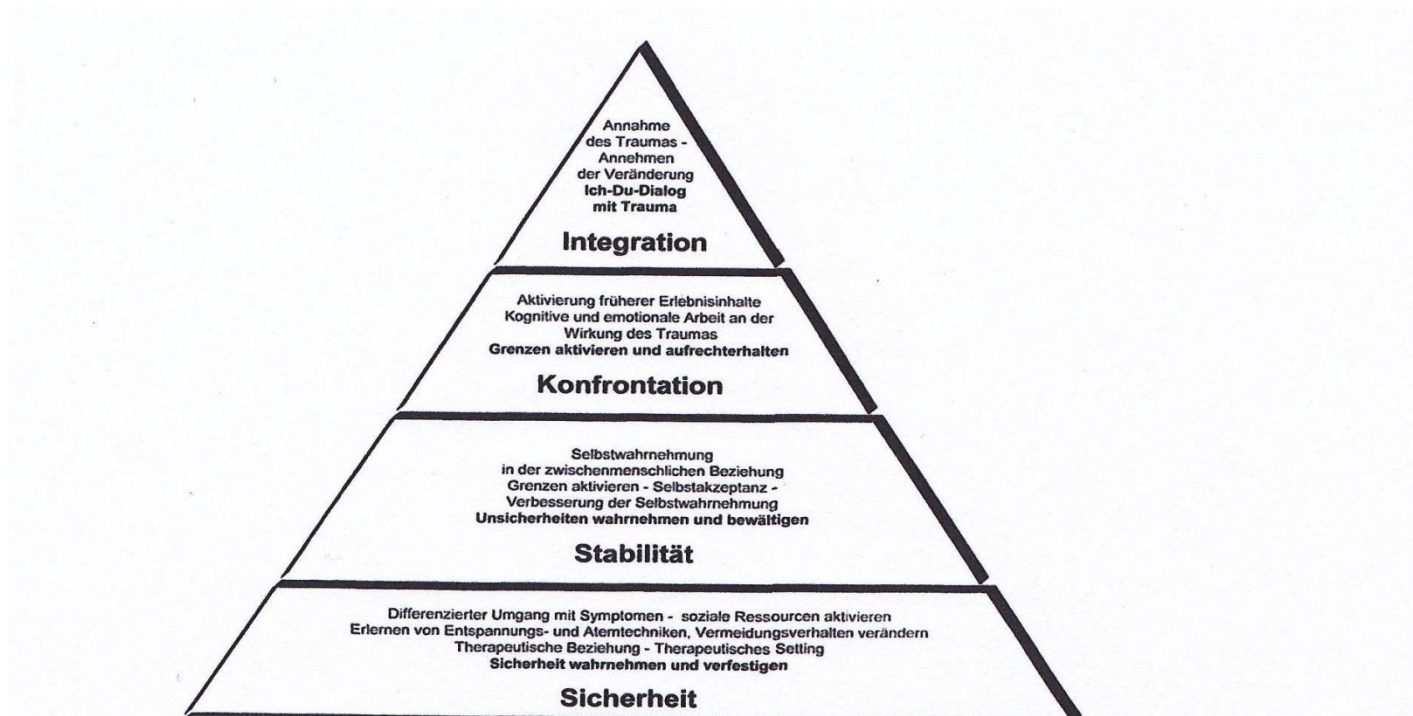 Annahme
des Traumas -
Annehmen
der Veränderung
Ich-Du-Dialog
mit Trauma
Integration
Aktivierung früherer Erlebnisinhalte
Kognitive und emotionale Arbeit an der
Wirkung des Traumas
Grenzen aktivieren und aufrechterhalten
Konfrontation
Selbstwahrnehmung
in der zwischenmenschlichen Beziehung
Grenzen aktivieren - Selbstakzeptanz -
Verbesserung der Selbstwahrnehmung
Unsicherheiten wahrnehmen und bewältigen
Stabilität
Differenzierter Umgang mit Symptomen - soziale Ressourcen aktivieren
Erlernen von Entspannungs- und Atemtechniken, Vermeidungsverhalten verändern
Therapeutische Beziehung - Therapeutisches Setting
Sicherheit wahrnehmen und verfestigen
Sicherheit